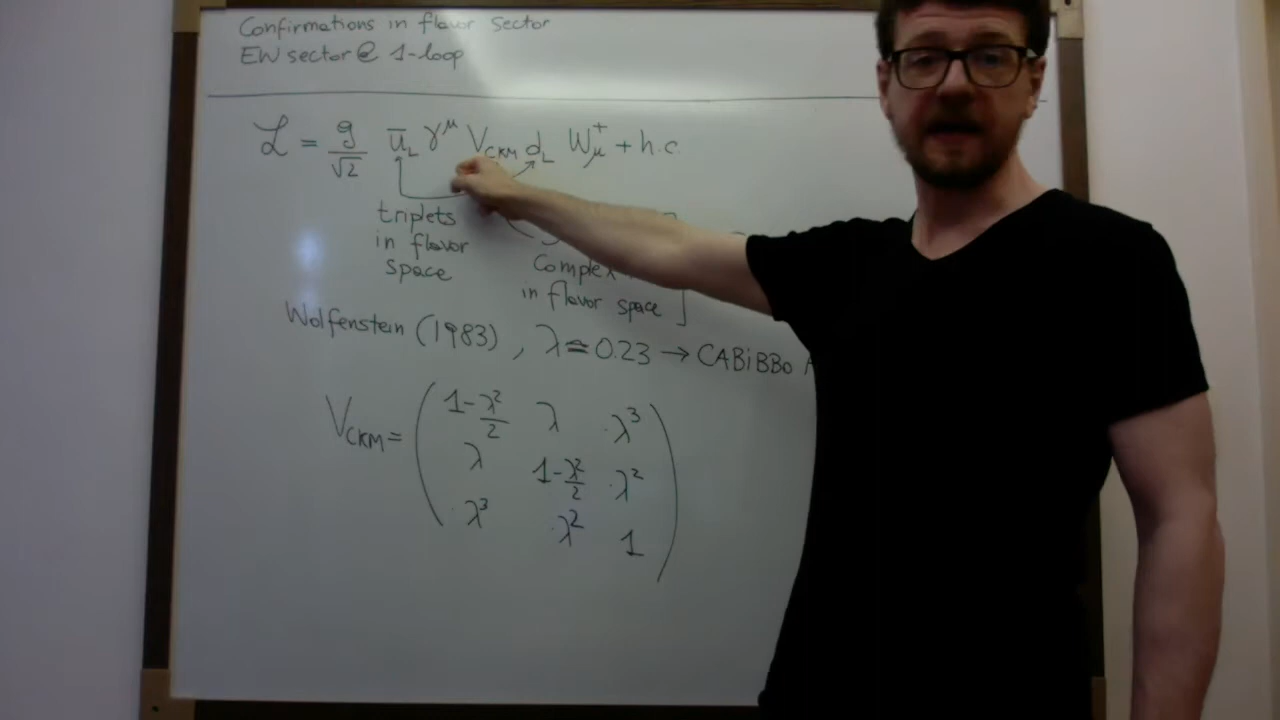 Confirmations in flavor sector
EW sector @ 1-loop
ℒ = g/√2 ū_L γ^μ V_CKM d_L W_μ^+ + h.c.
triplets
in flavor
space
Complex
in flavor space
Wolfenstein (1983), λ ≃ 0.23 → CABiBBo
V_CKM =
1-λ²/2 λ ·λ³
λ 1-λ²/2 ·λ²
·λ³ ·λ² 1